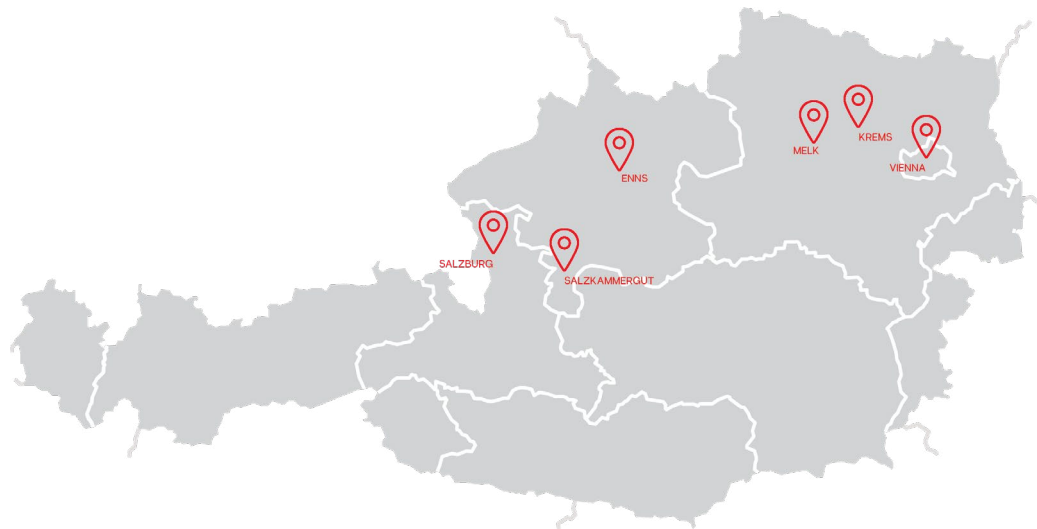 KREMS
MELK
VIENNA
ENNS
SALZBURG
SALZKAMMERGUT